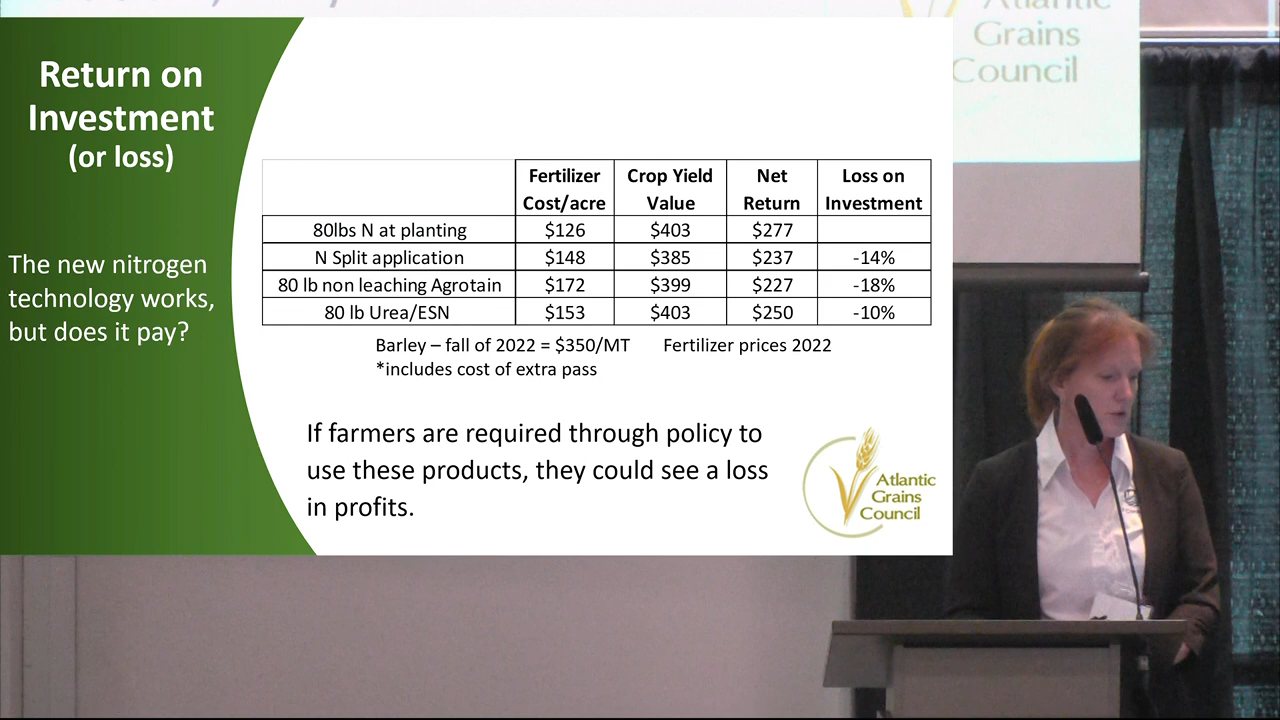 Atlantic
Grains
Council
Return on
Investment
(or loss)
The new nitrogen
technology works,
but does it pay?
Fertilizer Cost/acre Crop Yield Value Net Return Loss on Investment
80lbs N at planting $126 $403 $277
N Split application $148 $385 $237 -14%
80 lb non leaching Agrotain $172 $399 $227 -18%
80 lb Urea/ESN $153 $403 $250 -10%
Barley – fall of 2022 = $350/MT Fertilizer prices 2022
*includes cost of extra pass
If farmers are required through policy to
use these products, they could see a loss
in profits.
Atlantic
Grains
Council